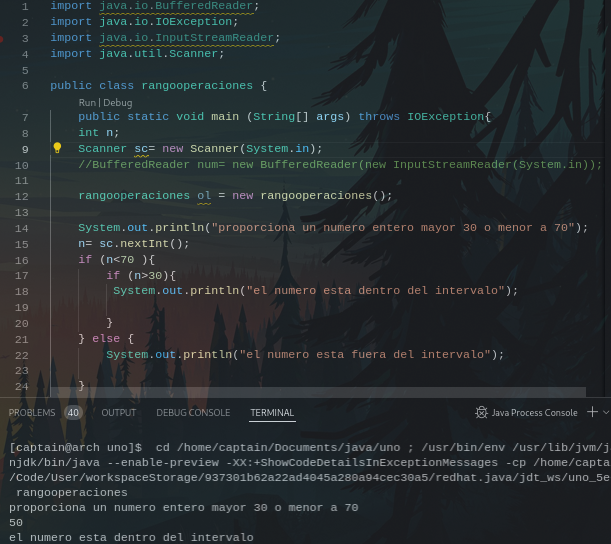 1 import java.io.BufferedReader;
2 import java.io.IOException;
3 import java.io.InputStreamReader;
4 import java.util.Scanner;
5
6 public class rangooperaciones {
Run | Debug
7 public static void main (String[] args) throws IOException{
8 int n;
9 Scanner sc= new Scanner(System.in);
10 //BufferedReader num= new BufferedReader(new InputStreamReader(System.in));
11
12 rangooperaciones ol = new rangooperaciones();
13
14 System.out.println("proporciona un numero entero mayor 30 o menor a 70");
15 n= sc.nextInt();
16 if (n<70 ){
17 if (n>30){
18 System.out.println("el numero esta dentro del intervalo");
19
20 }
21 } else {
22 System.out.println("el numero esta fuera del intervalo");
23
24 }
PROBLEMS 40 OUTPUT DEBUG CONSOLE TERMINAL Java Process Console
[captain@arch uno]$ cd /home/captain/Documents/java/uno ; /usr/bin/env /usr/lib/jvm/j
njdk/bin/java --enable-preview -XX:+ShowCodeDetailsInExceptionMessages -cp /home/capta
/Code/User/workspaceStorage/937301b62a22ad4045a280a94cec30a5/redhat.java/jdt_ws/uno_5e
rangooperaciones
proporciona un numero entero mayor 30 o menor a 70
50
el numero esta dentro del intervalo